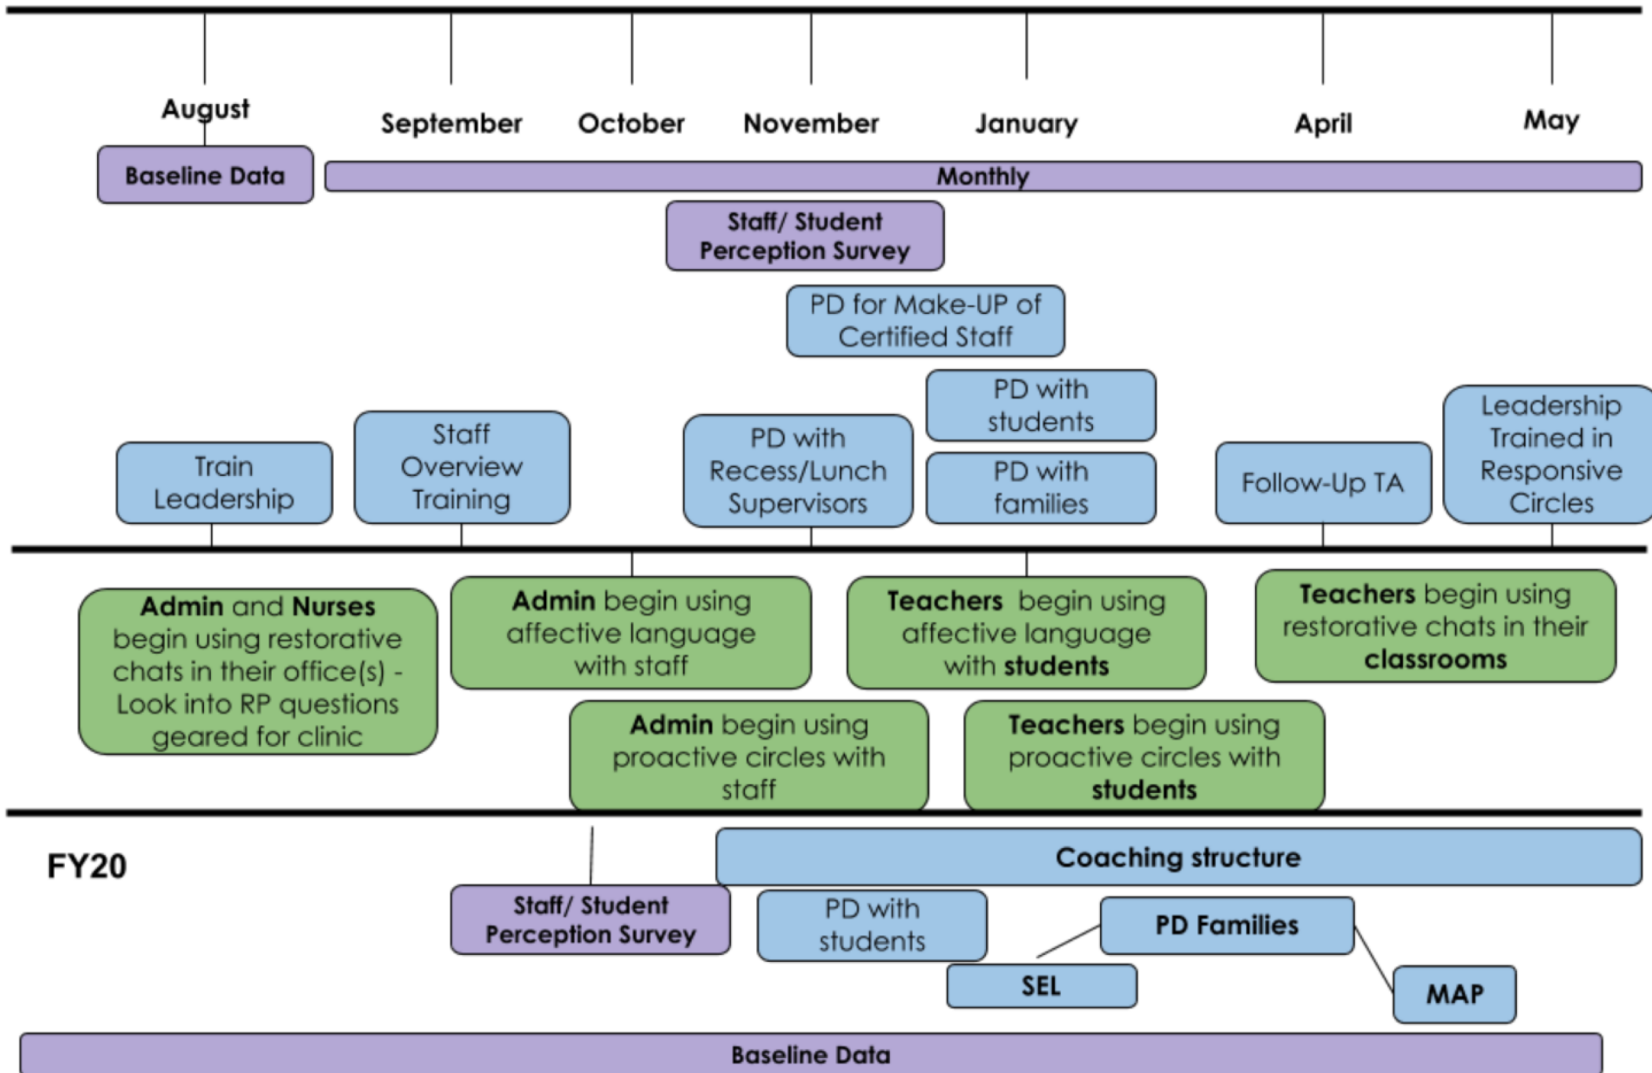 August
September
October
November
January
April
May
Baseline Data
Monthly
Staff/ Student
Perception Survey
PD for Make-UP of
Certified Staff
Train
Leadership
Staff
Overview
Training
PD with
Recess/Lunch
Supervisors
PD with
students
PD with
families
Follow-Up TA
Leadership
Trained in
Responsive
Circles
Admin and Nurses
begin using restorative
chats in their office(s) -
Look into RP questions
geared for clinic
Admin begin using
affective language
with staff
Teachers begin using
affective language
with students
Teachers begin using
restorative chats in their
classrooms
Admin begin using
proactive circles with
staff
Teachers begin using
proactive circles with
students
FY20
Coaching structure
Staff/ Student
Perception Survey
PD with
students
PD Families
SEL
MAP
Baseline Data